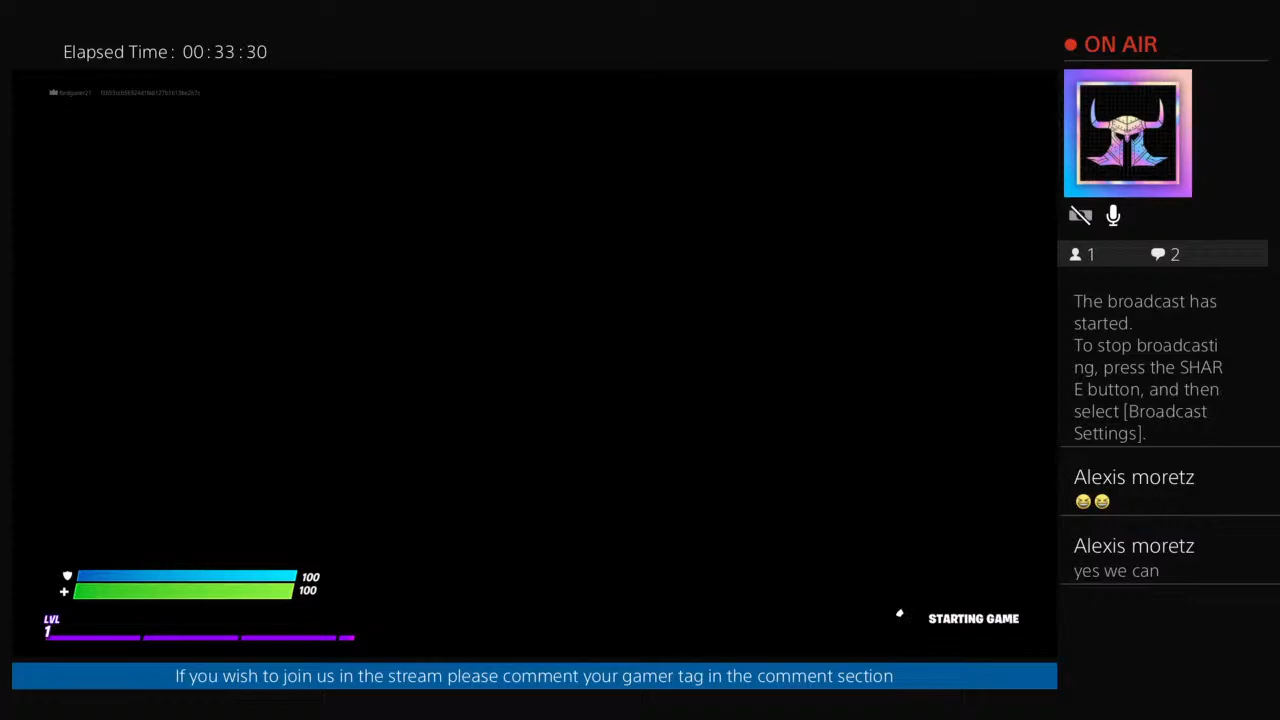 Elapsed Time: 00:33:30
ON AIR
1
2
The broadcast has
started.
To stop broadcasti
ng, press the SHAR
E button, and then
select [Broadcast
Settings].
Alexis moretz
😆😆
Alexis moretz
yes we can
100
100
LVL
1
STARTING GAME
If you wish to join us in the stream please comment your gamer tag in the comment section